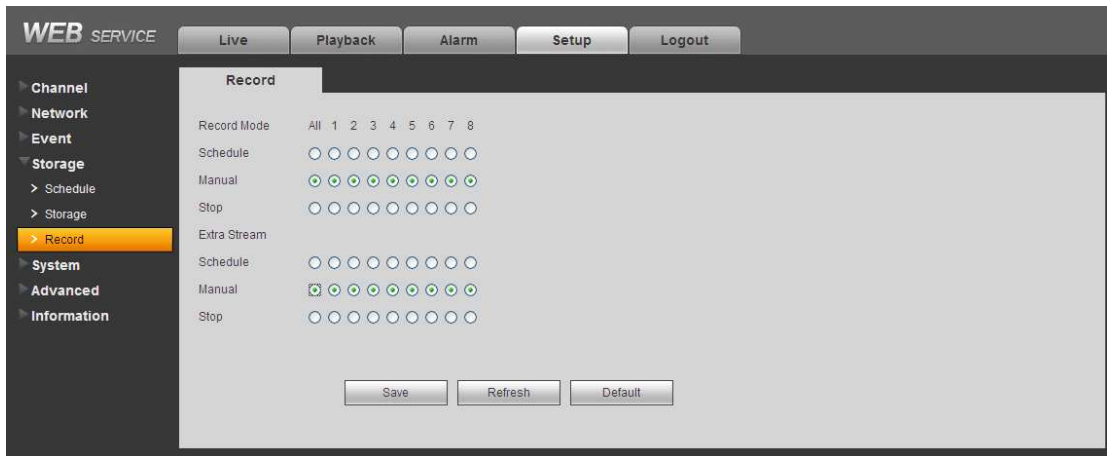 WEB SERVICE
Live Playback Alarm Setup Logout
Channel
Network
Event
Storage
> Schedule
> Storage
> Record
System
Advanced
Information
Record
Record Mode All 1 2 3 4 5 6 7 8
Schedule
Manual
Stop
Extra Stream
Schedule
Manual
Stop
Save Refresh Default